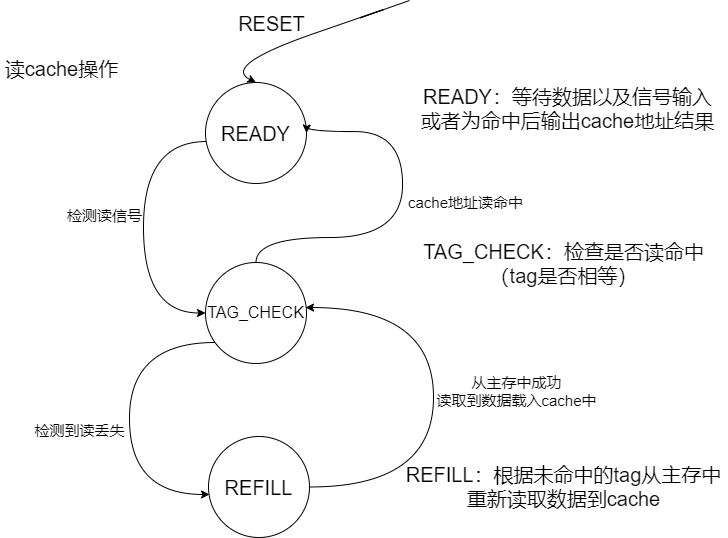 RESET
读cache操作
READY：等待数据以及信号输入
或者为命中后输出cache地址结果
READY
cache地址读命中
检测读信号
TAG_CHECK：检查是否读命中
（tag是否相等）
TAG_CHECK
从主存中成功
读取到数据载入cache中
检测到读丢失
REFILL：根据未命中的tag从主存中
重新读取数据到cache
REFILL